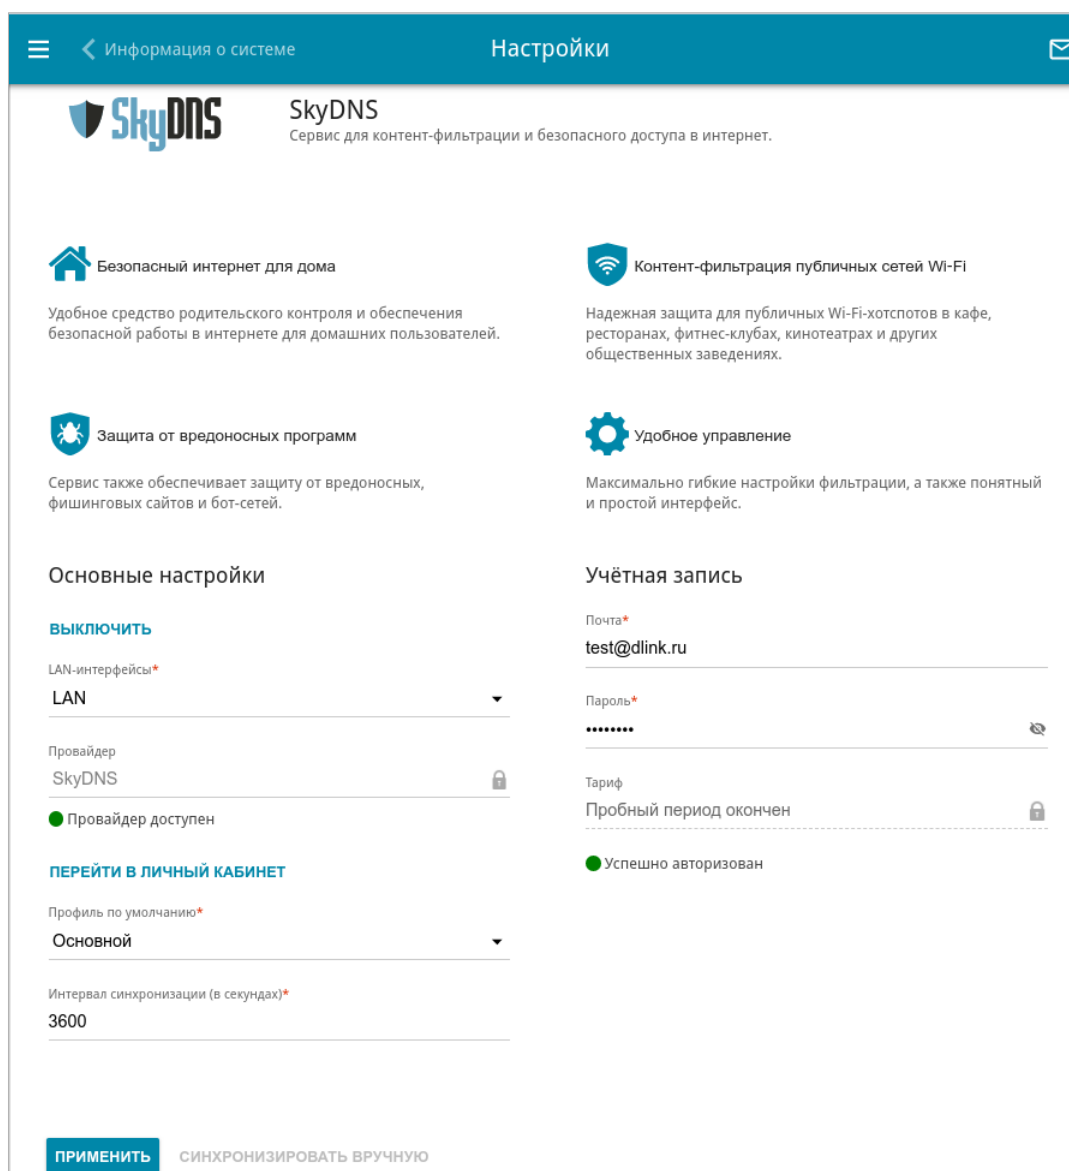 Информация о системе
Настройки
SkyDNS
SkyDNS
Сервис для контент-фильтрации и безопасного доступа в интернет.
Безопасный интернет для дома
Удобное средство родительского контроля и обеспечения
безопасной работы в интернете для домашних пользователей.
Контент-фильтрация публичных сетей Wi-Fi
Надежная защита для публичных Wi-Fi-хотспотов в кафе,
ресторанах, фитнес-клубах, кинотеатрах и других
общественных заведениях.
Защита от вредоносных программ
Сервис также обеспечивает защиту от вредоносных,
фишинговых сайтов и бот-сетей.
Удобное управление
Максимально гибкие настройки фильтрации, а также понятный
и простой интерфейс.
Основные настройки
ВЫКЛЮЧИТЬ
LAN-интерфейсы*
LAN
Провайдер
SkyDNS
Провайдер доступен
ПЕРЕЙТИ В ЛИЧНЫЙ КАБИНЕТ
Профиль по умолчанию*
Основной
Интервал синхронизации (в секундах)*
3600
Учётная запись
Почта*
test@dlink.ru
Пароль*
••••••••
Тариф
Пробный период окончен
Успешно авторизован
ПРИМЕНИТЬ
СИНХРОНИЗИРОВАТЬ ВРУЧНУЮ